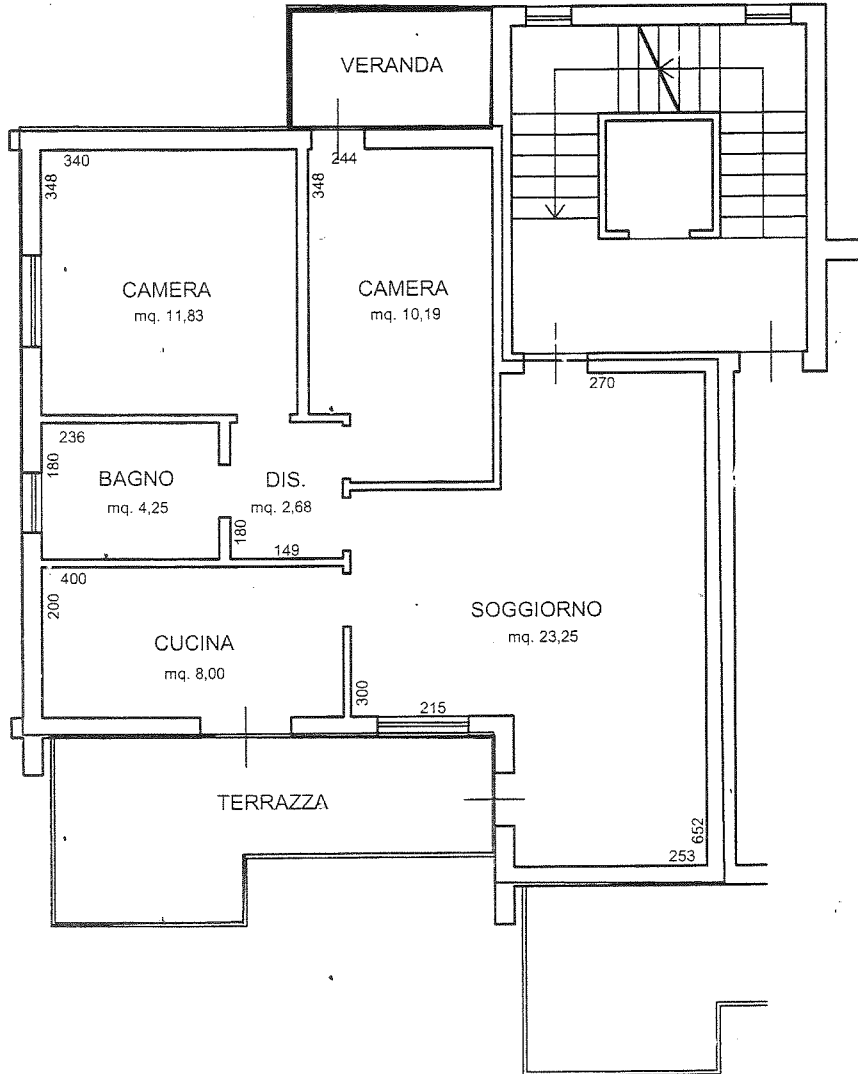 VERANDA
340
348
348
244
CAMERA
mq. 11,83
CAMERA
mq. 10,19
270
236
180
BAGNO
mq. 4,25
DIS.
mq. 2,68
180
149
400
200
CUCINA
mq. 8,00
SOGGIORNO
mq. 23,25
300
215
TERRAZZA
652
253